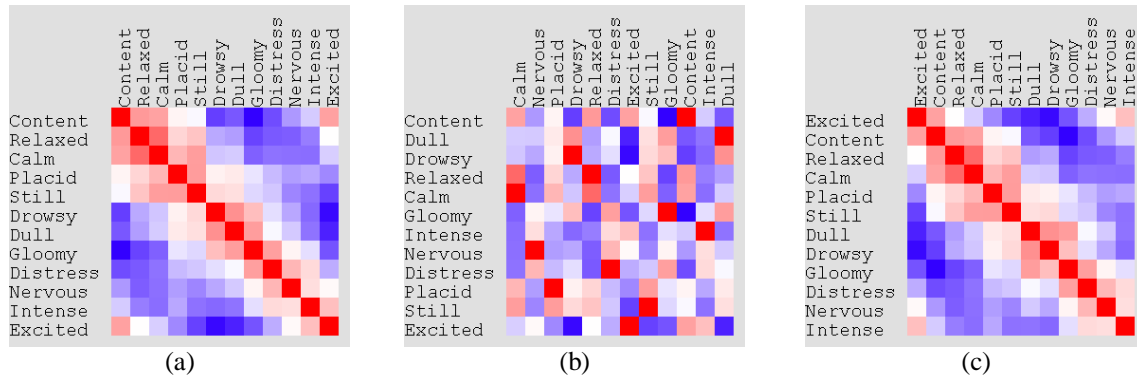 Content
Relaxed
Calm
Placid
Still
Drowsy
Dull
Gloomy
Distress
Nervous
Intense
Excited
Content
Relaxed
Calm
Placid
Still
Drowsy
Dull
Gloomy
Distress
Nervous
Intense
Excited
(a)
Calm
Nervous
Placid
Drowsy
Relaxed
Distress
Excited
Still
Gloomy
Content
Intense
Dull
Content
Dull
Drowsy
Relaxed
Calm
Gloomy
Intense
Nervous
Distress
Placid
Still
Excited
(b)
Excited
Content
Relaxed
Calm
Placid
Still
Dull
Drowsy
Gloomy
Distress
Nervous
Intense
Excited
Content
Relaxed
Calm
Placid
Still
Dull
Drowsy
Gloomy
Distress
Nervous
Intense
(c)